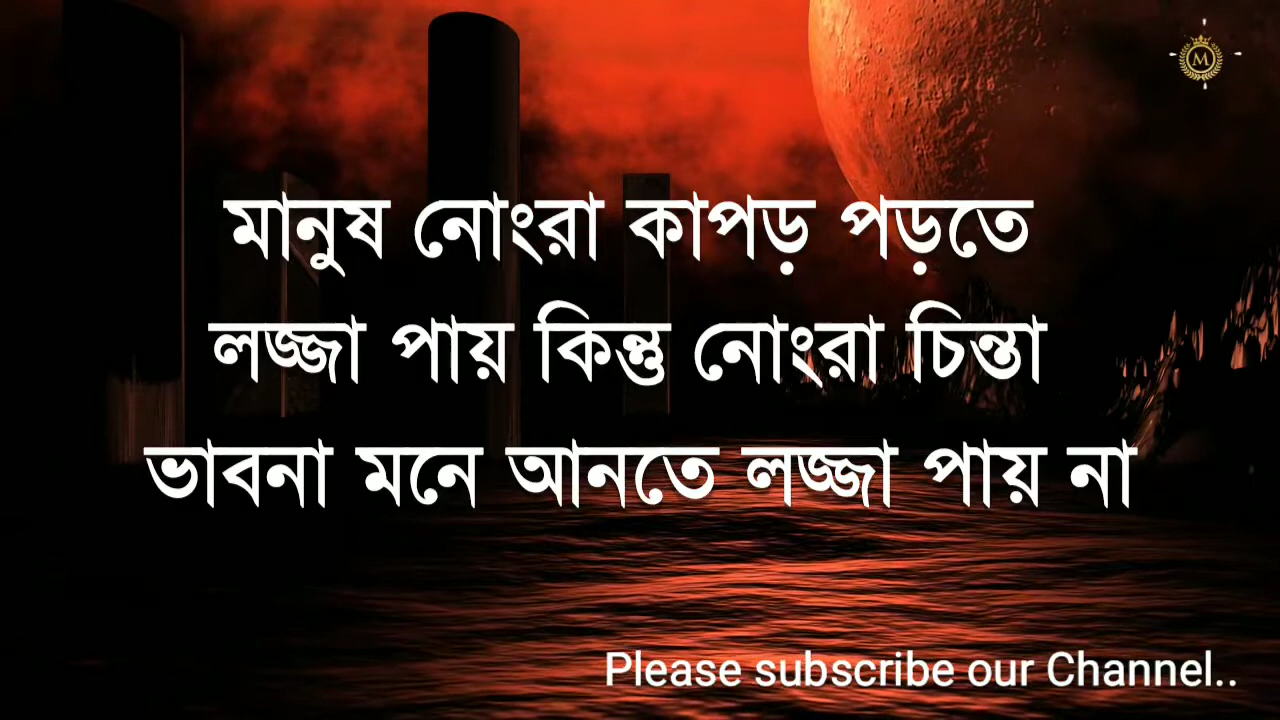 M
মানুষ নোংরা কাপড় পড়তে
লজ্জা পায় কিন্তু নোংরা চিন্তা
ভাবনা মনে আনতে লজ্জা পায় না
Please subscribe our Channel..